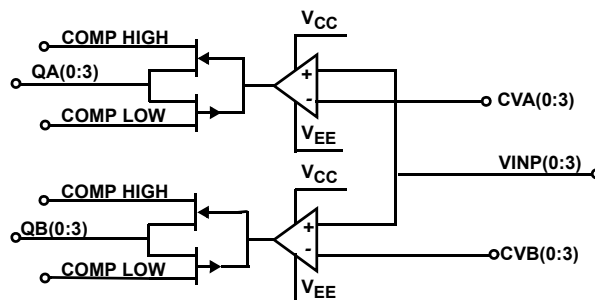 COMP HIGH
VCC
QA(0:3)
+
-
CVA(0:3)
COMP LOW
VEE
VINP(0:3)
COMP HIGH
VCC
QB(0:3)
+
-
CVB(0:3)
COMP LOW
VEE